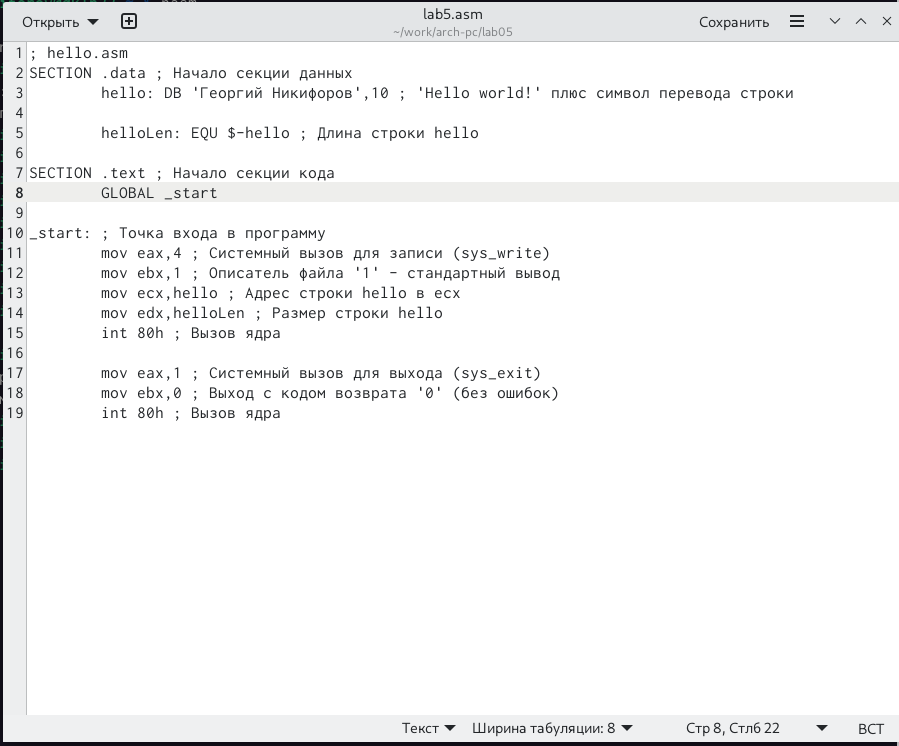 Открыть
lab5.asm
~/work/arch-pc/lab05
Сохранить
1 ; hello.asm
2 SECTION .data ; Начало секции данных
3 hello: DB 'Георгий Никифоров',10 ; 'Hello world!' плюс символ перевода строки
4
5 helloLen: EQU $-hello ; Длина строки hello
6
7 SECTION .text ; Начало секции кода
8 GLOBAL _start
9
10 _start: ; Точка входа в программу
11 mov eax,4 ; Системный вызов для записи (sys_write)
12 mov ebx,1 ; Описатель файла '1' - стандартный вывод
13 mov ecx,hello ; Адрес строки hello в ecx
14 mov edx,helloLen ; Размер строки hello
15 int 80h ; Вызов ядра
16
17 mov eax,1 ; Системный вызов для выхода (sys_exit)
18 mov ebx,0 ; Выход с кодом возврата '0' (без ошибок)
19 int 80h ; Вызов ядра
Текст Ширина табуляции: 8 Стр 8, Стлб 22 ВСТ